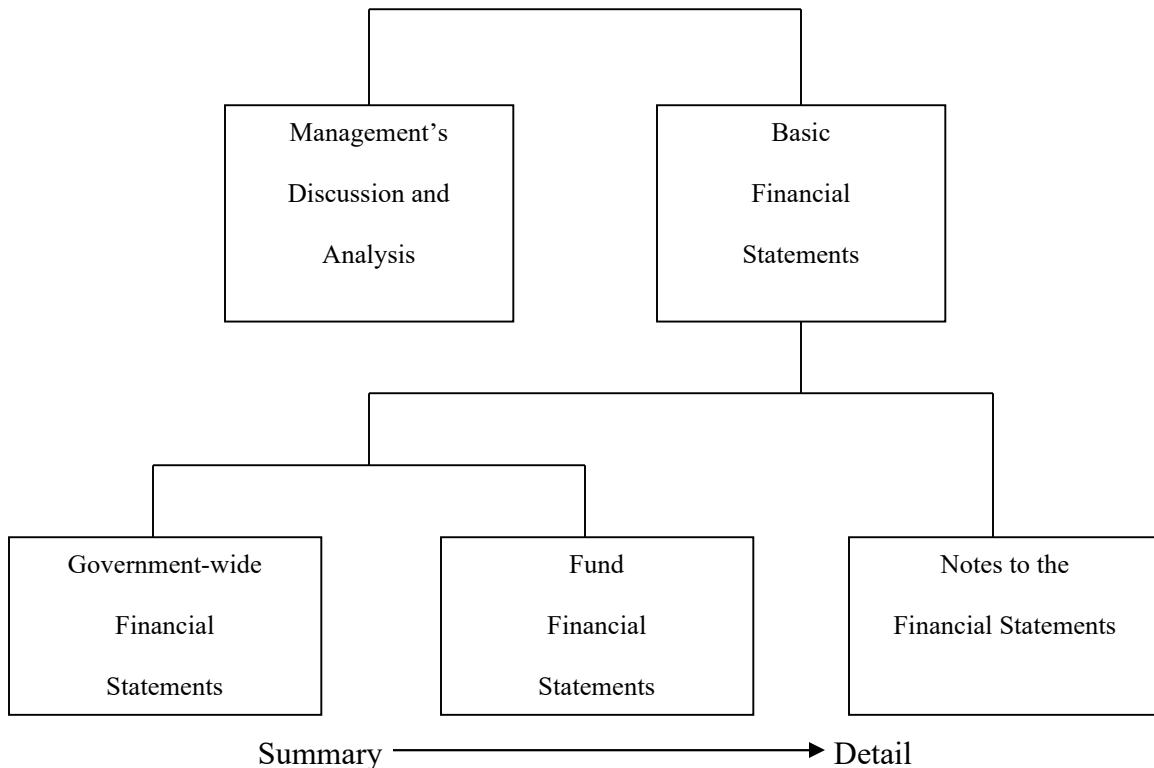 Management’s
Discussion and
Analysis
Basic
Financial
Statements
Government-wide
Financial
Statements
Fund
Financial
Statements
Notes to the
Financial Statements
Summary
Detail